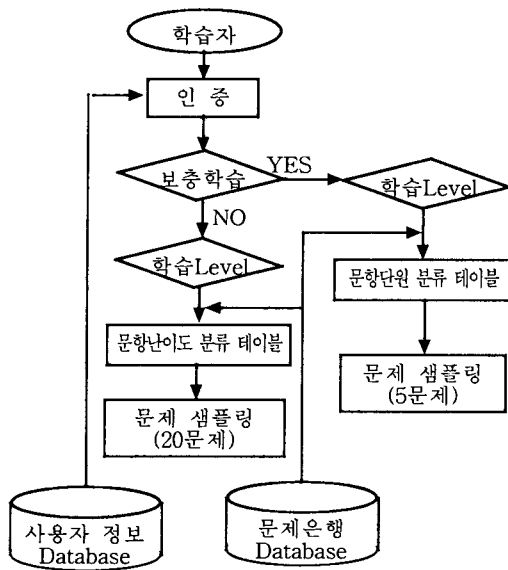 학습자
인 증
보충학습
YES
학습Level
NO
학습Level
문항단원 분류 테이블
문항난이도 분류 테이블
문제 샘플링
(5문제)
문제 샘플링
(20문제)
사용자 정보
Database
문제은행
Database